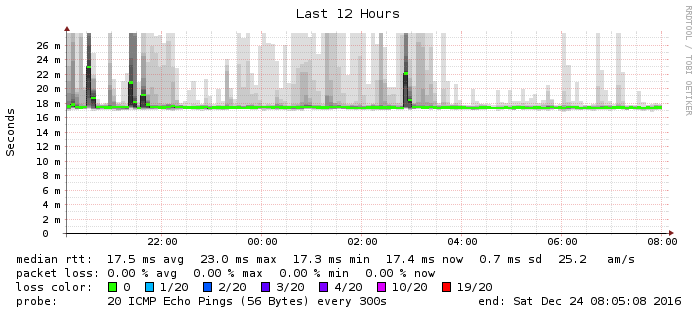 Last 12 Hours
RRDTOOL / TOBI OETIKER
Seconds
26 m
24 m
22 m
20 m
18 m
16 m
14 m
12 m
10 m
8 m
6 m
4 m
2 m
0
22:00 00:00 02:00 04:00 06:00 08:00
median rtt: 17.5 ms avg 23.0 ms max 17.3 ms min 17.4 ms now 0.7 ms sd 25.2 am/s
packet loss: 0.00 % avg 0.00 % max 0.00 % min 0.00 % now
loss color: 0 1/20 2/20 3/20 4/20 10/20 19/20
probe: 20 ICMP Echo Pings (56 Bytes) every 300s end: Sat Dec 24 08:05:08 2016